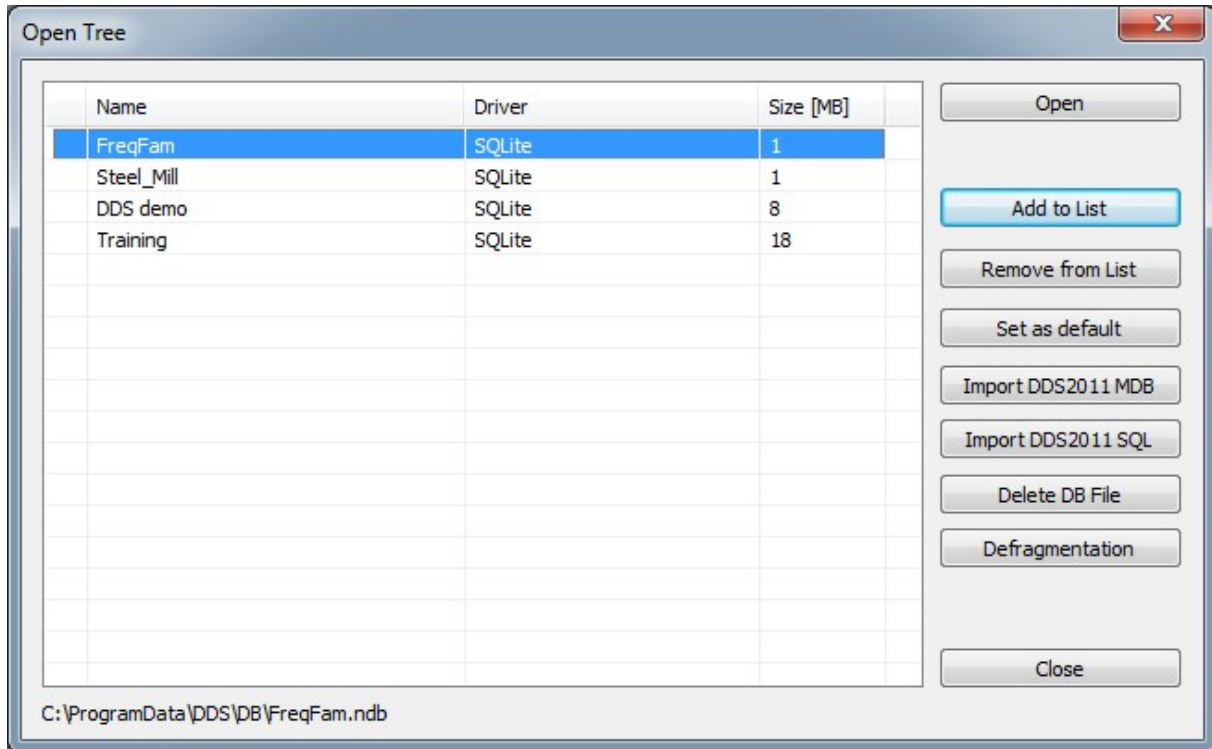 Open Tree
Name Driver Size [MB]
FreqFam SQLite 1
Steel_Mill SQLite 1
DDS demo SQLite 8
Training SQLite 18
Open
Add to List
Remove from List
Set as default
Import DDS2011 MDB
Import DDS2011 SQL
Delete DB File
Defragmentation
Close
C:\ProgramData\DDS\DB\FreqFam.ndb